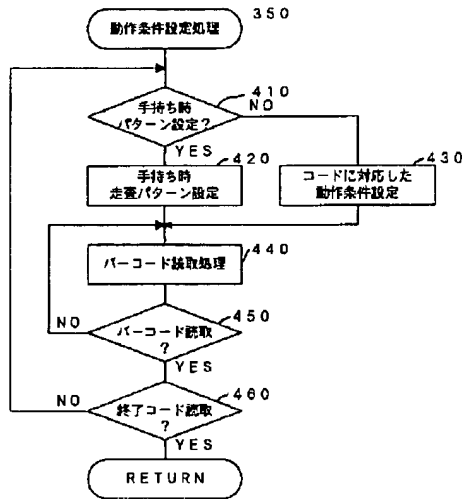 350
動作条件設定処理
410
手持ち時
パターン設定?
NO
YES
420
430
手持ち時
走査パターン設定
コードに対応した
動作条件設定
440
バーコード読取処理
450
NO
バーコード読取
?
YES
460
NO
終了コード読取
?
YES
RETURN